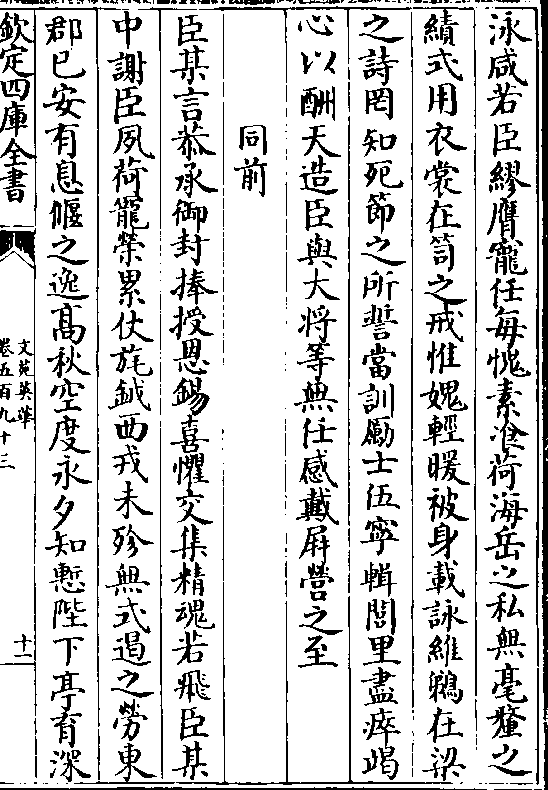 泳咸若臣繆膺寵任每愧素飡荷海岳之私無毫釐之
績式用衣裳在笥之戒惟媿輕暖被身載詠維鵜在梁
之詩罔知死節之所誓當訓勵士伍寧輯閭里盡瘁竭
心以酬天造臣與大将等無任感戴屏營之至
同前
臣某言恭承御封捧授恩錫喜懼交集精魂若飛臣某
中謝臣夙荷寵榮累仗旄鉞西戎未殄無式遏之勞東
郡已安有息偃之逸髙秋空度永夕知慙陛下亭育深
欽定四庫全書
文苑英華
卷五百九十三
十二